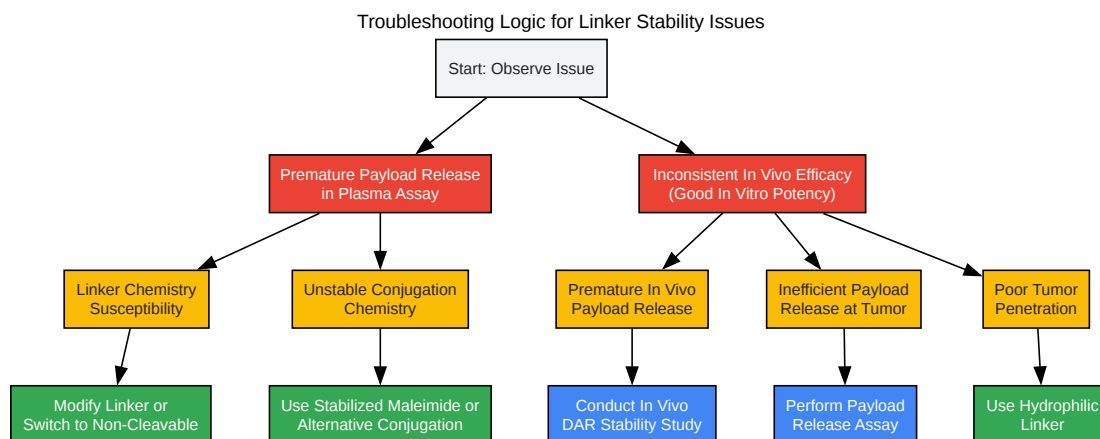 Troubleshooting Logic for Linker Stability Issues
Start: Observe Issue
Premature Payload Release
in Plasma Assay
Inconsistent In Vivo Efficacy
(Good In Vitro Potency)
Linker Chemistry
Susceptibility
Unstable Conjugation
Chemistry
Premature In Vivo
Payload Release
Inefficient Payload
Release at Tumor
Poor Tumor
Penetration
Modify Linker or
Switch to Non-Cleavable
Use Stabilized Maleimide or
Alternative Conjugation
Conduct In Vivo
DAR Stability Study
Perform Payload
Release Assay
Use Hydrophilic
Linker